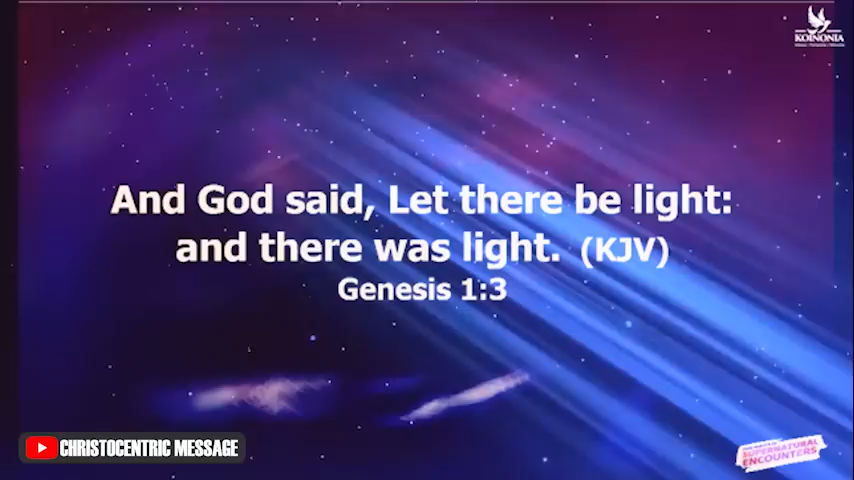 KOINONIA
And God said, Let there be light:
and there was light. (KJV)
Genesis 1:3
CHRISTOCENTRIC MESSAGE
SUPERNATURAL
ENCOUNTERS